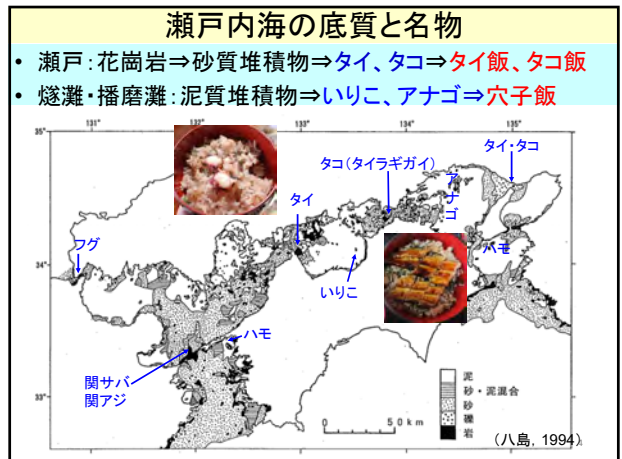 瀬戸内海の底質と名物
• 瀬戸：花崗岩⇒砂質堆積物⇒タイ、タコ⇒タイ飯、タコ飯
• 燧灘・播磨灘：泥質堆積物⇒いりこ、アナゴ⇒穴子飯
131°
132°
133°
134°
135°
35°
タイ・タコ
タコ（タイラギガイ）
アナゴ
タイ
フグ
ハモ
34°
いりこ
ハモ
関サバ
関アジ
泥
砂・泥混合
砂
礫
岩
33°
0 50km
（八島，1994）